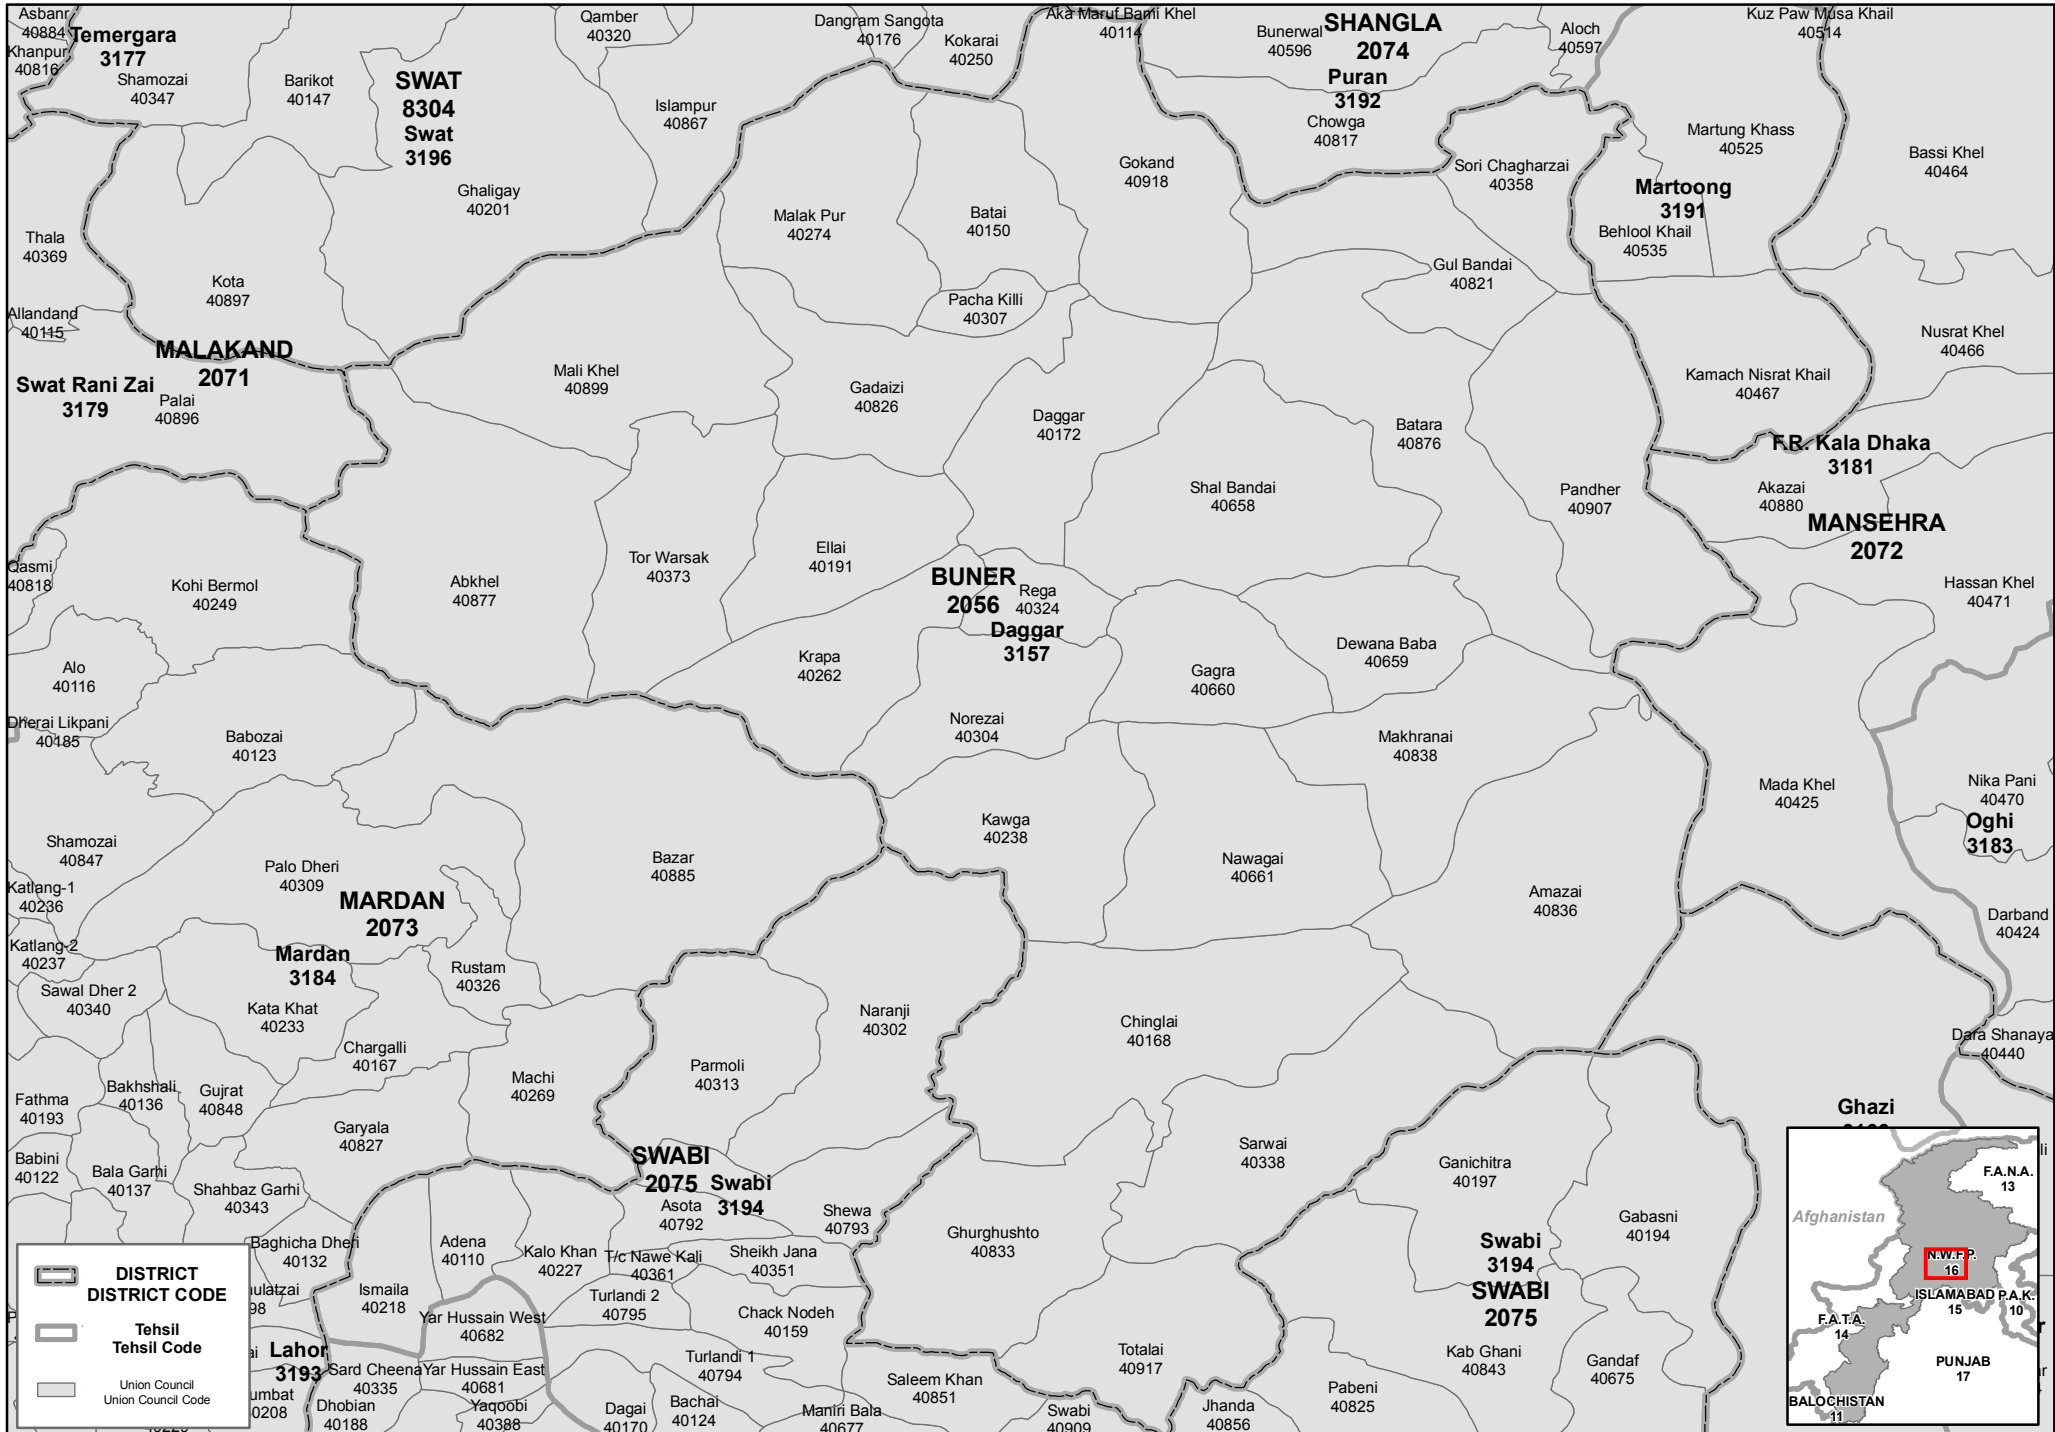 Asbanr
40884
Temergara
3177
Khanpur
40816
Shamozai
40347
Barikot
40147
SWAT
8304
Swat
3196
Qamber
40320
Islampur
40867
Dangram Sangota
40176
Kokarai
40250
Aka Maruf Bami Khel
40114
Bunerwal
40596
SHANGLA
2074
Puran
3192
Chowga
40817
Aloch
40597
Kuz Paw Musa Khail
40514
Martung Khass
40525
Bassi Khel
40464
Martoong
3191
Behlool Khail
40535
Sori Chagharzai
40358
Gokand
40918
Ghaligay
40201
Malak Pur
40274
Batai
40150
Thala
40369
Kota
40897
Gul Bandai
40821
Pacha Killi
40307
Allandand
40115
MALAKAND
2071
Swat Rani Zai
3179
Palai
40896
Mali Khel
40899
Gadaizi
40826
Daggar
40172
Batara
40876
Kamach Nisrat Khail
40467
Nusrat Khel
40466
F.R. Kala Dhaka
3181
Akazai
40880
MANSEHRA
2072
Shal Bandai
40658
Pandher
40907
Hassan Khel
40471
Qasmi
40818
Kohi Bermol
40249
Abkhel
40877
Tor Warsak
40373
Ellai
40191
BUNER
2056
Rega
40324
Daggar
3157
Dewana Baba
40659
Gagra
40660
Krapa
40262
Norezai
40304
Alo
40116
Dherai Likpani
40185
Babozai
40123
Makhranai
40838
Mada Khel
40425
Nika Pani
40470
Oghi
3183
Kawga
40238
Nawagai
40661
Amazai
40836
Shamozai
40847
Palo Dheri
40309
Bazar
40885
Katlang-1
40236
MARDAN
2073
Mardan
3184
Katlang-2
40237
Sawal Dher 2
40340
Kata Khat
40233
Rustam
40326
Darband
40424
Naranji
40302
Chinglai
40168
Dara Shanaya
40440
Chargalli
40167
Parmoli
40313
Machi
40269
Fathma
40193
Bakhshali
40136
Gujrat
40848
Garyala
40827
Ghazi
Babini
40122
Bala Garhi
40137
Shahbaz Garhi
40343
SWABI
2075
Swabi
3194
Asota
40792
Shewa
40793
Sarwai
40338
Ganichitra
40197
Gabasni
40194
Ghurghushto
40833
Baghicha Dheri
40132
Adena
40110
Kalo Khan
40227
T/c Nawe Kali
40361
Sheikh Jana
40351
Swabi
3194
SWABI
2075
Ismaila
40218
Turlandi 2
40795
Chack Nodeh
40159
Yar Hussain West
40682
Lahor
3193
Sard Cheena
40335
Yar Hussain East
40681
Turlandi 1
40794
Totalai
40917
Kab Ghani
40843
Gandaf
40675
Saleem Khan
40851
Pabeni
40825
Dhobian
40188
Yaqoobi
40388
Dagai
40170
Bachai
40124
Maniri Bala
40677
Swabi
40909
Jhanda
40856
DISTRICT
DISTRICT CODE
Tehsil
Tehsil Code
Union Council
Union Council Code
F.A.N.A.
13
Afghanistan
N.W.F.P.
16
ISLAMABAD
15
P.A.K.
10
F.A.T.A.
14
PUNJAB
17
BALOCHISTAN
11